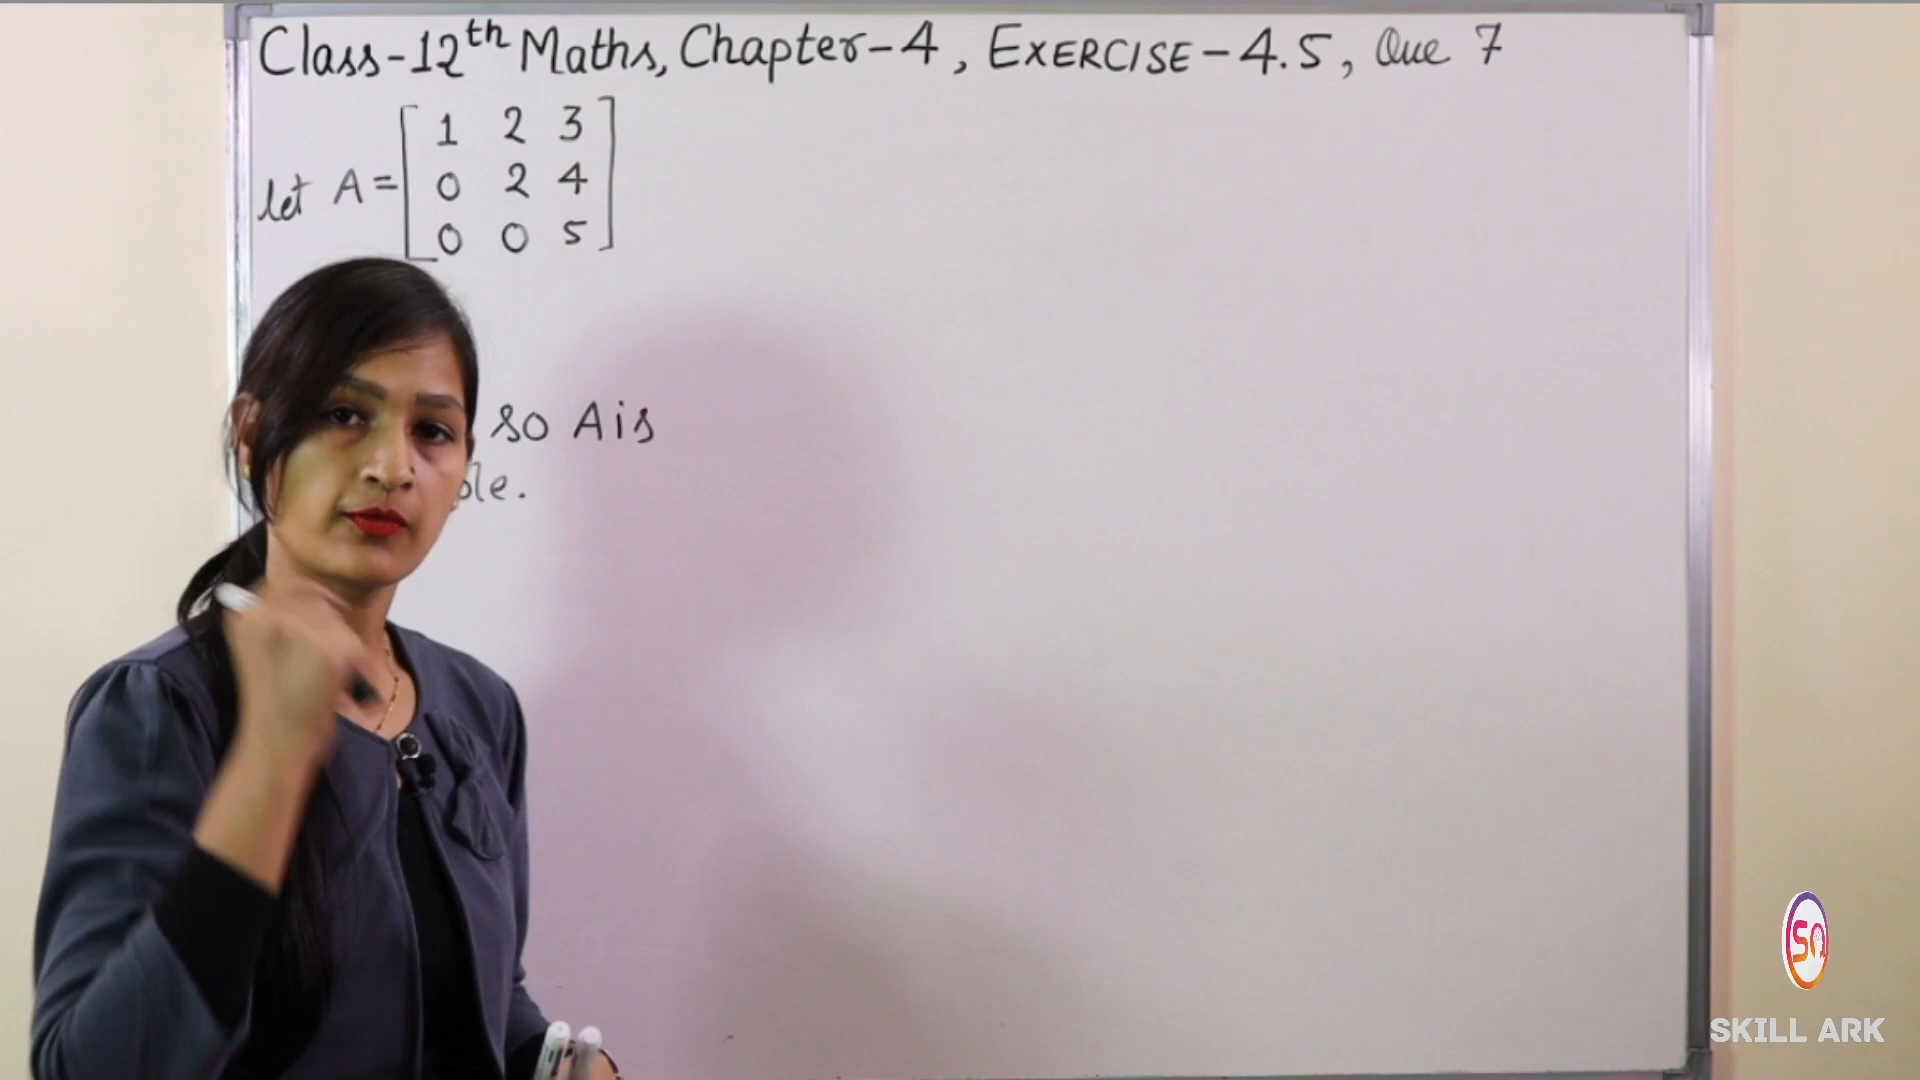 Class-12th Maths, Chapter-4, EXERCISE-4.5, Que 7
let A = [ 1 2 3
0 2 4
0 0 5 ]
so A is
SKILL ARK